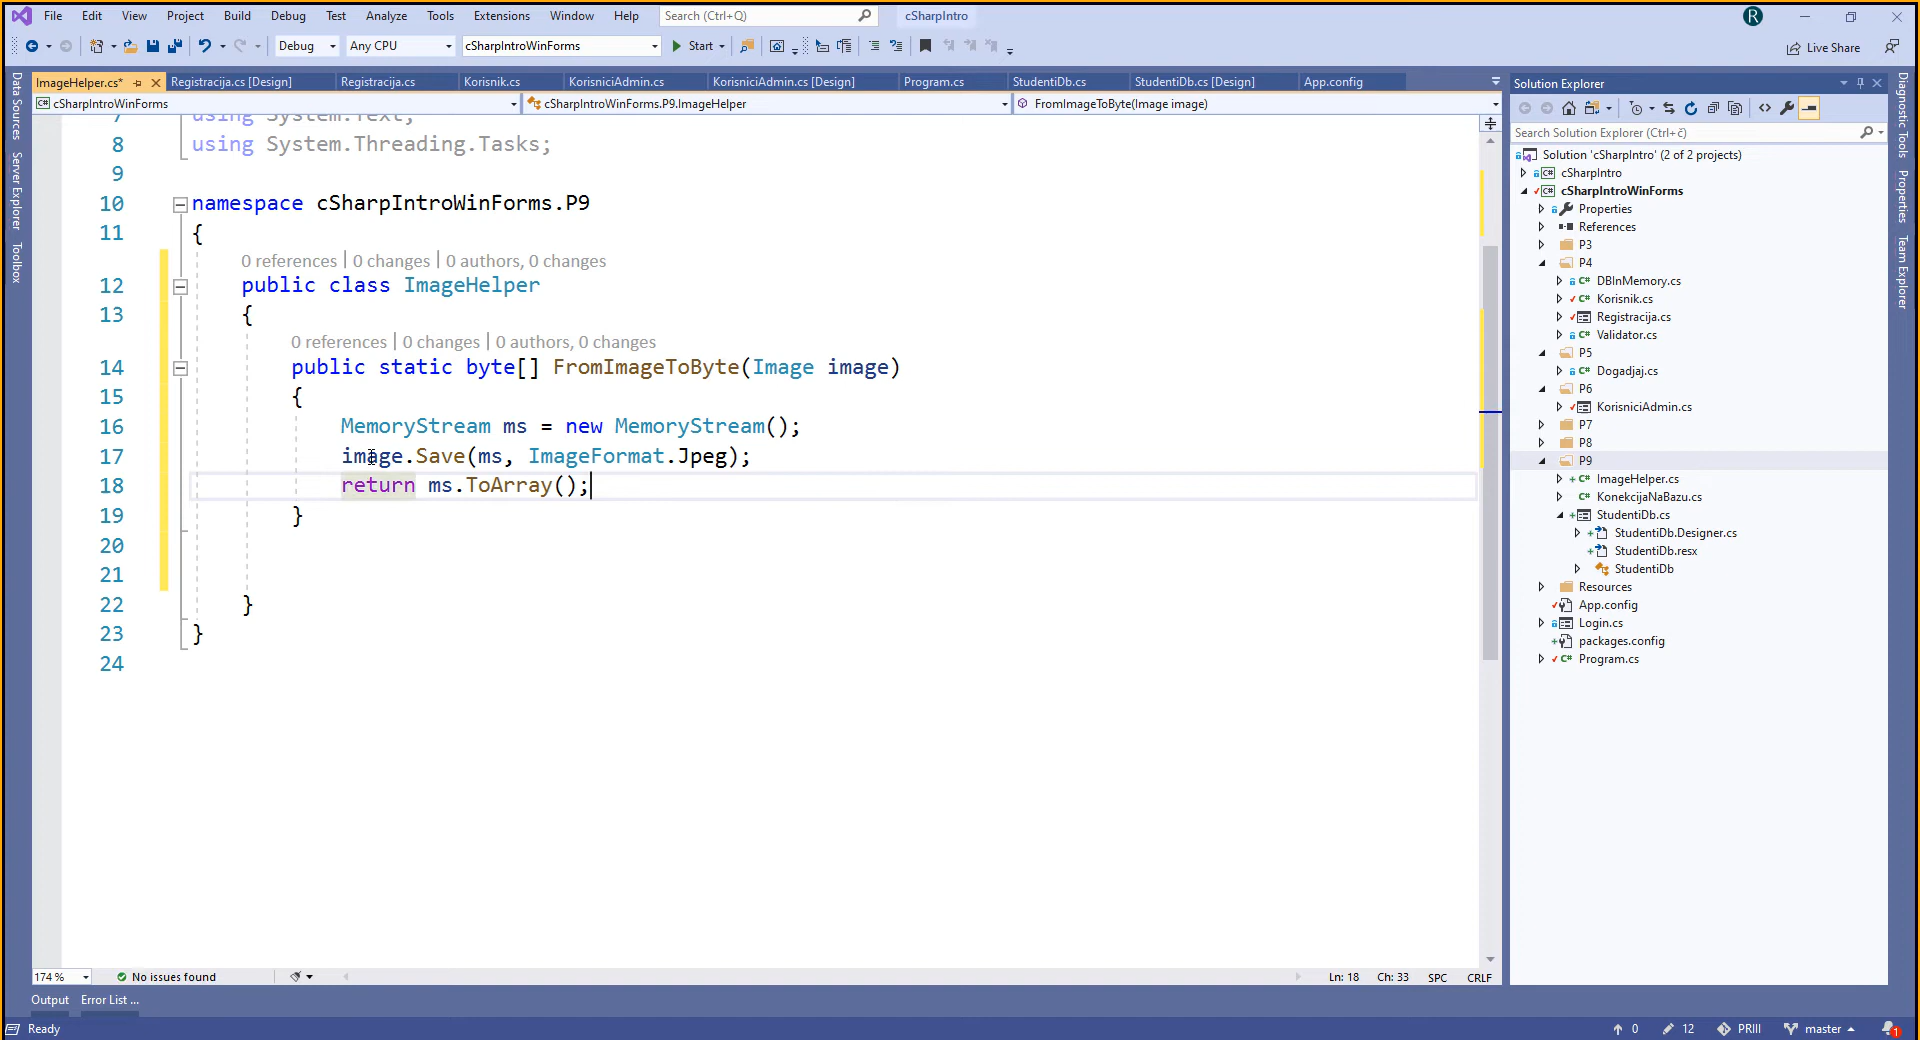 File Edit View Project Build Debug Test Analyze Tools Extensions Window Help Search (Ctrl+Q) cSharpIntro R
Debug Any CPU cSharpIntroWinForms Start Live Share
ImageHelper.cs* Registracija.cs [Design] Registracija.cs Korisnik.cs KorisniciAdmin.cs KorisniciAdmin.cs [Design] Program.cs StudentiDb.cs StudentiDb.cs [Design] App.config
cSharpIntroWinForms cSharpIntroWinForms.P9.ImageHelper FromImageToByte(Image image)
7 using System.Text;
8 using System.Threading.Tasks;
9
10 namespace cSharpIntroWinForms.P9
11 {
0 references | 0 changes | 0 authors, 0 changes
12 public class ImageHelper
13 {
0 references | 0 changes | 0 authors, 0 changes
14 public static byte[] FromImageToByte(Image image)
15 {
16 MemoryStream ms = new MemoryStream();
17 image.Save(ms, ImageFormat.Jpeg);
18 return ms.ToArray();
19 }
20
21
22 }
23 }
24
174 % No issues found Ln: 18 Ch: 33 SPC CRLF
Output Error List ...
Ready 0 12 PRIII master 1
Data Sources
Server Explorer
Toolbox
Solution Explorer
Search Solution Explorer (Ctrl+č)
Solution 'cSharpIntro' (2 of 2 projects)
cSharpIntro
cSharpIntroWinForms
Properties
References
P3
P4
DBInMemory.cs
Korisnik.cs
Registracija.cs
Validator.cs
P5
Dogadjaj.cs
P6
KorisniciAdmin.cs
P7
P8
P9
ImageHelper.cs
KonekcijaNaBazu.cs
StudentiDb.cs
StudentiDb.Designer.cs
StudentiDb.resx
StudentiDb
Resources
App.config
Login.cs
packages.config
Program.cs
Diagnostic Tools
Properties
Team Explorer